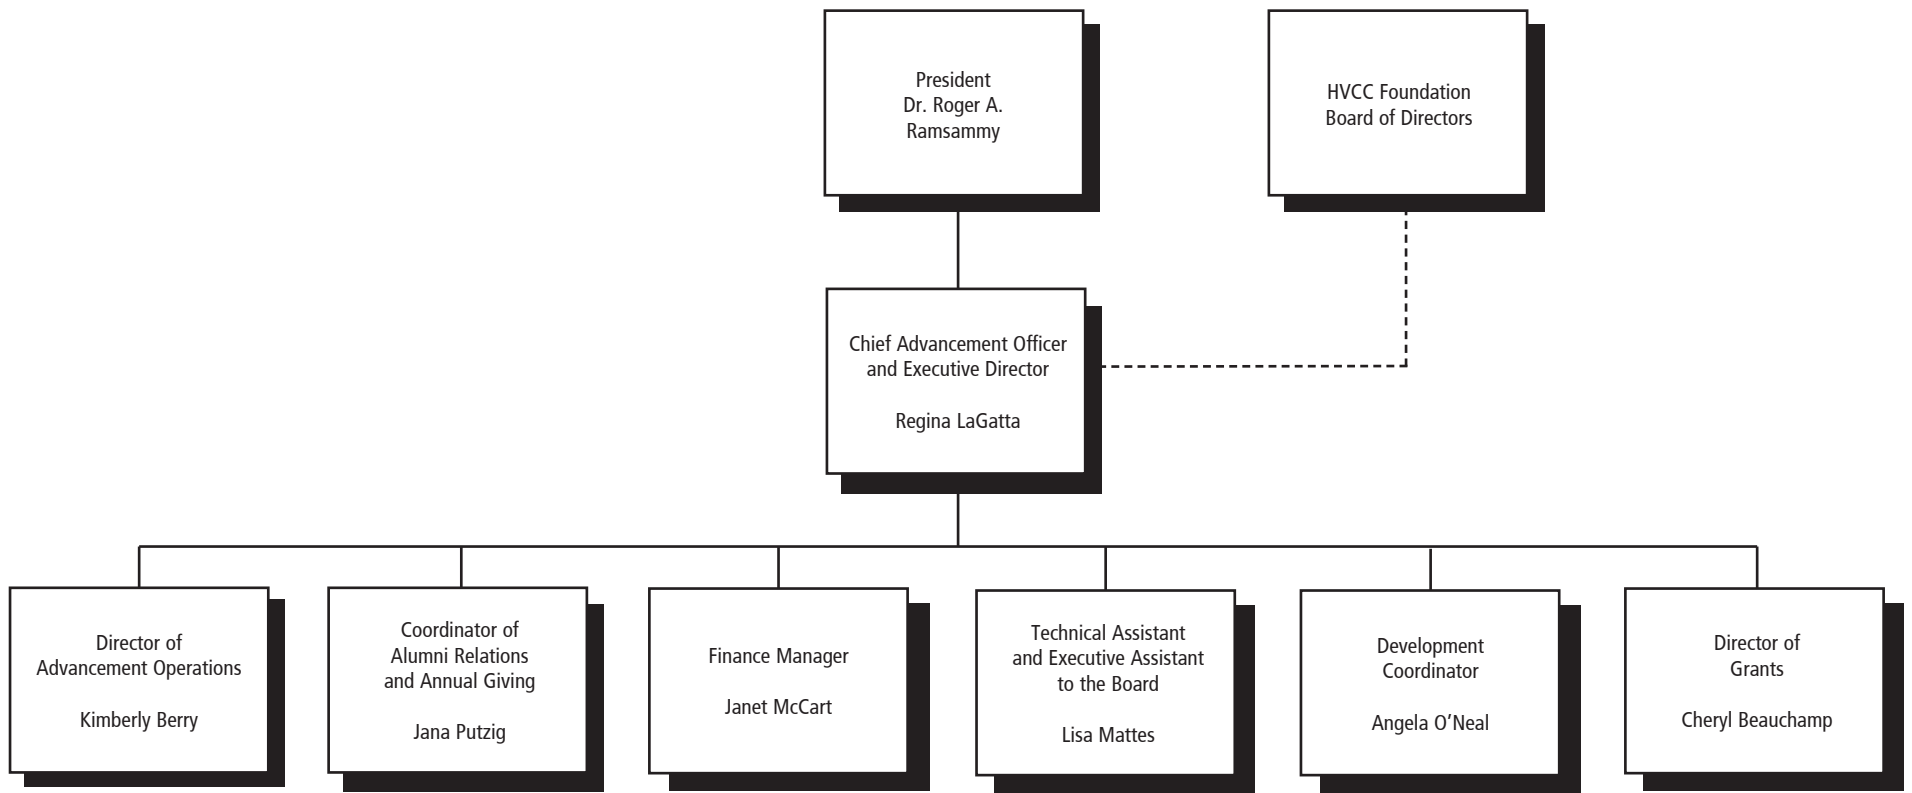 President
Dr. Roger A.
Ramsammy
HVCC Foundation
Board of Directors
Chief Advancement Officer
and Executive Director
Regina LaGatta
Director of
Advancement Operations
Kimberly Berry
Coordinator of
Alumni Relations
and Annual Giving
Jana Putzig
Finance Manager
Janet McCart
Technical Assistant
and Executive Assistant
to the Board
Lisa Mattes
Development
Coordinator
Angela O’Neal
Director of
Grants
Cheryl Beauchamp